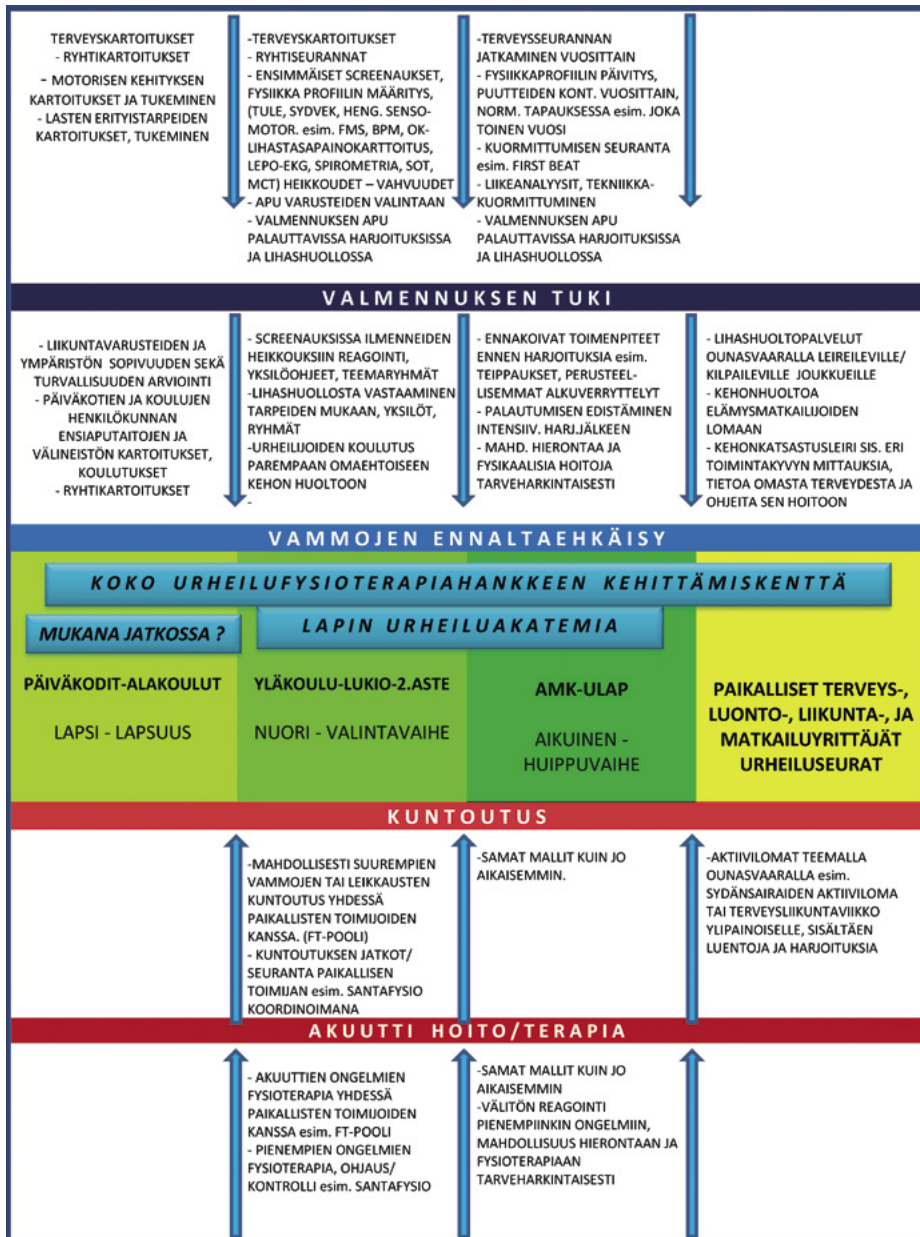 TERVEYSKARTOITUKSET
- RYHTIKARTOITUKSET
- MOTORISEN KEHITYKSEN
KARTOITUKSET JA TUKEMINEN
- LASTEN ERITYISTARPEIDEN
KARTOITUKSET, TUKEMINEN
-TERVEYSKARTOITUKSET
- RYHTISEURANNAT
- ENSIMMÄISET SCREENAUKSET,
FYSIIKKA PROFIILIN MÄÄRITYS,
(TULE, SYDVEK, HENG. SENSO-
MOTOR. esim. FMS, BPM, OK-
LIHASTASAPAINOKARTTOITUS,
LEPO-EKG, SPIROMETRIA, SOT,
MCT) HEIKKOUDET – VAHVUUDET
- APU VARUSTEIDEN VALINTAAN
- VALMENNUKSEN APU
PALAUTTAVISSA HARJOITUKSISSA
JA LIHASHUOLLOSSA
-TERVEYSSEURANNAN
JATKAMINEN VUOSITTAIN
- FYSIIKKAPROFIILIN PÄIVITYS,
PUUTTEIDEN KONT. VUOSITTAIN,
NORM. TAPAUKSESSA esim. JOKA
TOINEN VUOSI
- KUORMITTUMISEN SEURANTA
esim. FIRST BEAT
- LIIKEANALYYSIT, TEKNIIKKA-
KUORMITTUMINEN
- VALMENNUKSEN APU
PALAUTTAVISSA HARJOITUKSISSA
JA LIHASHUOLLOSSA
VALMENNUKSEN TUKI
- LIIKUNTAVARUSTEIDEN JA
YMPÄRISTÖN SOPIVUUDEN SEKÄ
TURVALLISUUDEN ARVIOINTI
- PÄIVÄKOTIEN JA KOULUJEN
HENKILÖKUNNAN
ENSIAPUTAITOJEN JA
VÄLINEISTÖN KARTOITUKSET,
KOULUTUKSET
- RYHTIKARTOITUKSET
- SCREENAUKSISSA ILMENNEIDEN
HEIKKOUKSIIN REAGOINTI,
YKSILÖOHJEET, TEEMARYHMÄT
-LIHASHUOLLOSTA VASTAAMINEN
TARPEIDEN MUKAAN, YKSILÖT,
RYHMÄT
-URHEILIJOIDEN KOULUTUS
PAREMPAAN OMAEHTOISEEN
KEHON HUOLTOON
-
- ENNAKOIVAT TOIMENPITEET
ENNEN HARJOITUKSIA esim.
TEIPPAUKSET, PERUSTEEL-
LISEMMAT ALKUVERRYTTELYT
- PALAUTUMISEN EDISTÄMINEN
INTENSIIV. HARJ.JÄLKEEN
- MAHD. HIERONTAA JA
FYSIKAALISIA HOITOJA
TARVEHARKINTAISESTI
- LIHASHUOLTOPALVELUT
OUNASVAARALLA LEIREILEVILLE/
KILPAILEVILLE JOUKKUEILLE
- KEHONHUOLTOA
ELÄMYSMATKAILIJOIDEN
LOMAAN
- KEHONKATSASTUSLEIRI SIS. ERI
TOIMINTAKYVYN MITTAUKSIA,
TIETOA OMASTA TERVEYDESTA JA
OHJEITA SEN HOITOON
VAMMOJEN ENNALTAEHKÄISY
KOKO URHEILUFYSIOTERAPIAHANKKEEN KEHITTÄMISKENTTÄ
MUKANA JATKOSSA ?
LAPIN URHEILUAKATEMIA
PÄIVÄKODIT-ALAKOULUT
LAPSI - LAPSUUS
YLÄKOULU-LUKIO-2.ASTE
NUORI - VALINTAVAIHE
AMK-ULAP
AIKUINEN -
HUIPPUVAIHE
PAIKALLISET TERVEYS-,
LUONTO-, LIIKUNTA-, JA
MATKAILUYRITTÄJÄT
URHEILUSEURAT
KUNTOUTUS
-MAHDOLLISESTI SUUREMPIEN
VAMMOJEN TAI LEIKKAUSTEN
KUNTOUTUS YHDESSÄ
PAIKALLISTEN TOIMIJOIDEN
KANSSA. (FT-POOLI)
- KUNTOUTUKSEN JATKOT/
SEURANTA PAIKALLISEN
TOIMIJAN esim. SANTAFYSIO
KOORDINOIMANA
-SAMAT MALLIT KUIN JO
AIKAISEMMIN.
-AKTIIVILOMAT TEEMALLA
OUNASVAARALLA esim.
SYDÄNSAIRAIDEN AKTIIVILOMA
TAI TERVEYSLIIKUNTAVIIKKO
YLIPAINOISELLE, SISÄLTÄEN
LUENTOJA JA HARJOITUKSIA
AKUUTTI HOITO/TERAPIA
- AKUUTTIEN ONGELMIEN
FYSIOTERAPIA YHDESSÄ
PAIKALLISTEN TOIMIJOIDEN
KANSSA esim. FT-POOLI
- PIENEMPIEN ONGELMIEN
FYSIOTERAPIA, OHJAUS/
KONTROLLI esim. SANTAFYSIO
-SAMAT MALLIT KUIN JO
AIKAISEMMIN
-VÄLITÖN REAGOINTI
PIENEMPIINKIN ONGELMIIN,
MAHDOLLISUUS HIERONTAAN JA
FYSIOTERAPIAAN
TARVEHARKINTAISESTI